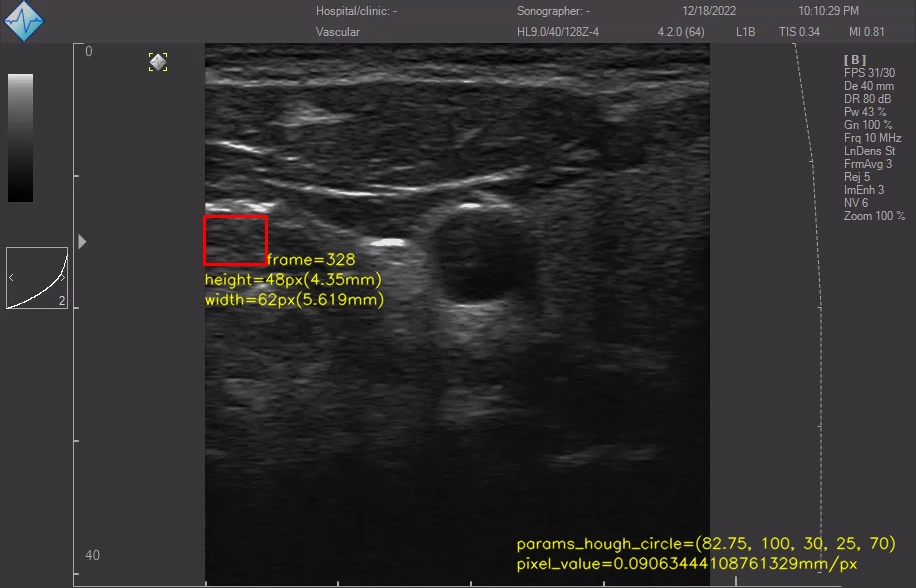 Hospital/clinic: - Sonographer: - 12/18/2022 10:10:29 PM
Vascular HL9.0/40/128Z-4 4.2.0 (64) L1B TIS 0.34 MI 0.81
0
[ B ]
FPS 31/30
De 40 mm
DR 80 dB
Pw 43 %
Gn 100 %
Frq 10 MHz
LnDens St
FrmAvg 3
Rej 5
ImEnh 3
NV 6
Zoom 100 %
frame=328
height=48px(4.35mm)
width=62px(5.619mm)
2
params_hough_circle=(82.75, 100, 30, 25, 70)
40
pixel_value=0.09063444108761329mm/px